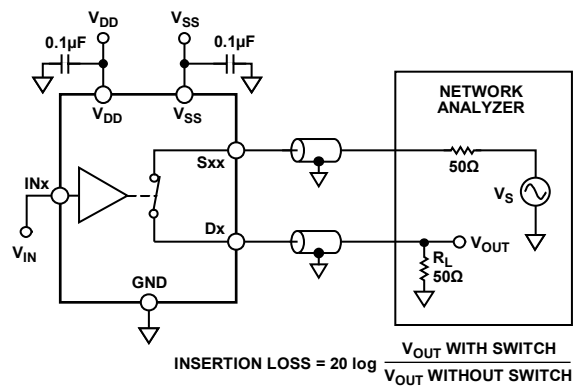 VDD
VSS
0.1µF
0.1µF
VDD
VSS
NETWORK
ANALYZER
Sxx
50Ω
INx
VS
Dx
VOUT
VIN
RL
50Ω
GND
INSERTION LOSS = 20 log VOUT WITH SWITCH
VOUT WITHOUT SWITCH